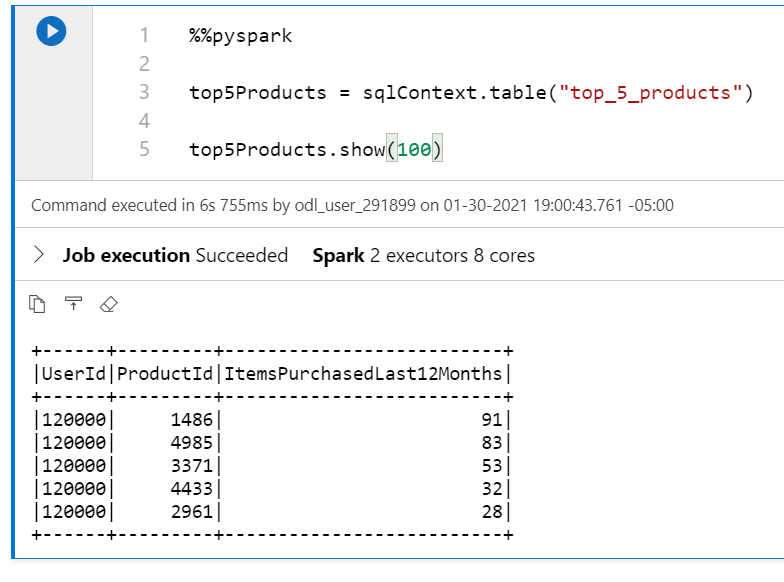 1 %%pyspark
2
3 top5Products = sqlContext.table("top_5_products")
4
5 top5Products.show(100)
Command executed in 6s 755ms by odl_user_291899 on 01-30-2021 19:00:43.761 -05:00
Job execution Succeeded Spark 2 executors 8 cores
+------+---------+--------------------------+
|UserId|ProductId|ItemsPurchasedLast12Months|
+------+---------+--------------------------+
|120000|     1486|                        91|
|120000|     4985|                        83|
|120000|     3371|                        53|
|120000|     4433|                        32|
|120000|     2961|                        28|
+------+---------+--------------------------+